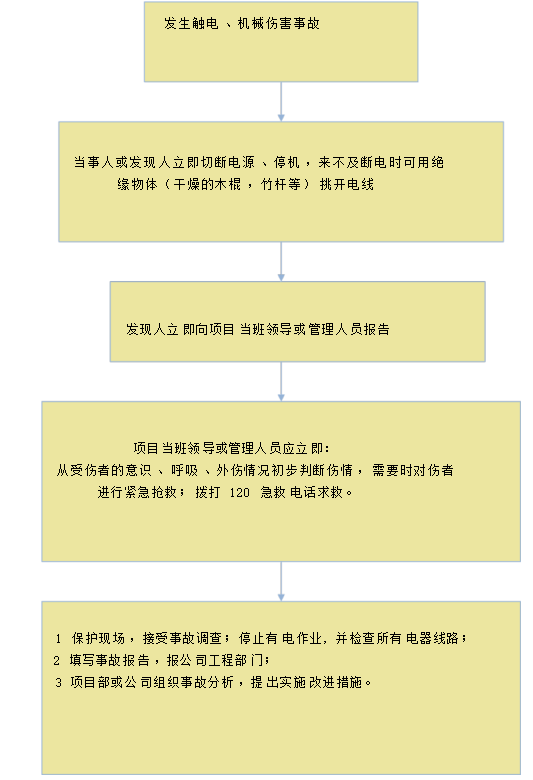 发生触电、机械伤害事故
当事人或发现人立即切断电源、停机，来不及断电时可用绝
缘物体（干燥的木棍，竹杆等）挑开电线
发现人立即向项目当班领导或管理人员报告
项目当班领导或管理人员应立即：
从受伤者的意识、呼吸、外伤情况初步判断伤情，需要时对伤者
进行紧急抢救；拨打 120 急救电话求救。
1 保护现场，接受事故调查；停止有电作业, 并检查所有电器线路；
2 填写事故报告，报公司工程部门；
3 项目部或公司组织事故分析，提出实施改进措施。